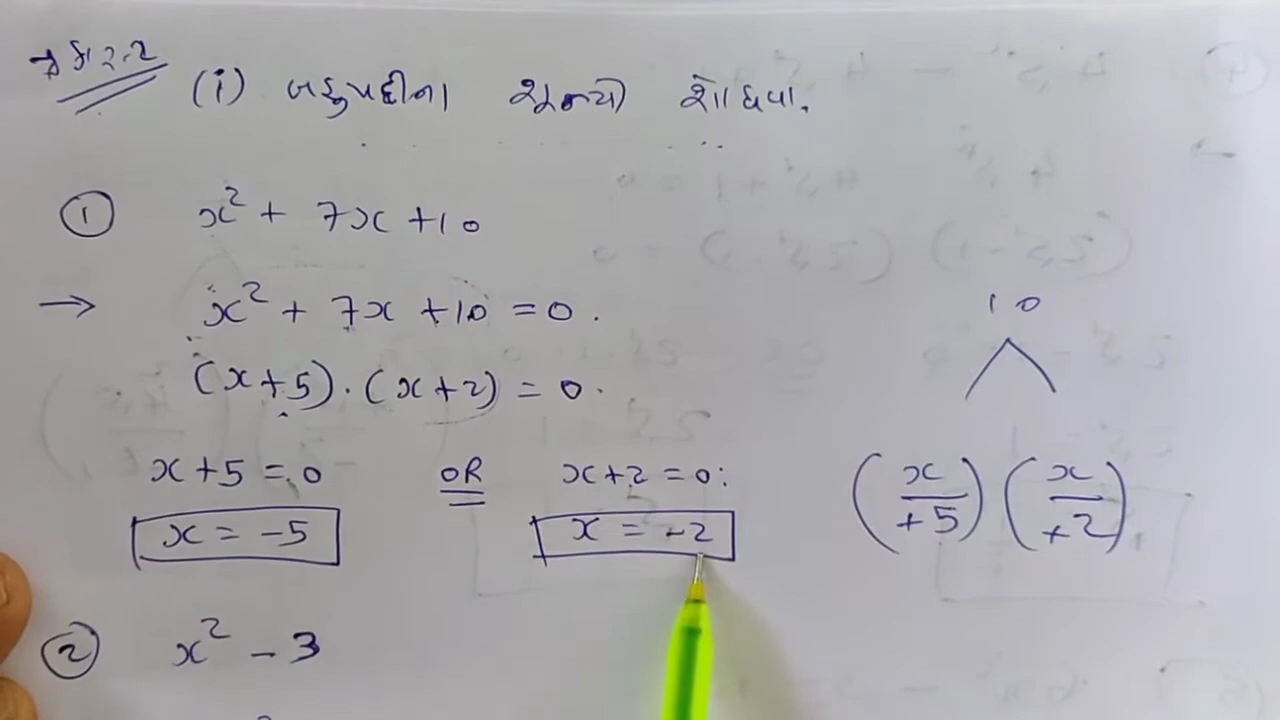 → સ્વા 2.2
(i) બહુપદીના શૂન્યો શોધવા.
① x² + 7x + 10
→ x² + 7x + 10 = 0.
(x+5).(x+2) = 0.
x+5 = 0 OR x+2 = 0:
x = -5 x = -2
10
(x/+5) (x/+2)
② x² - 3